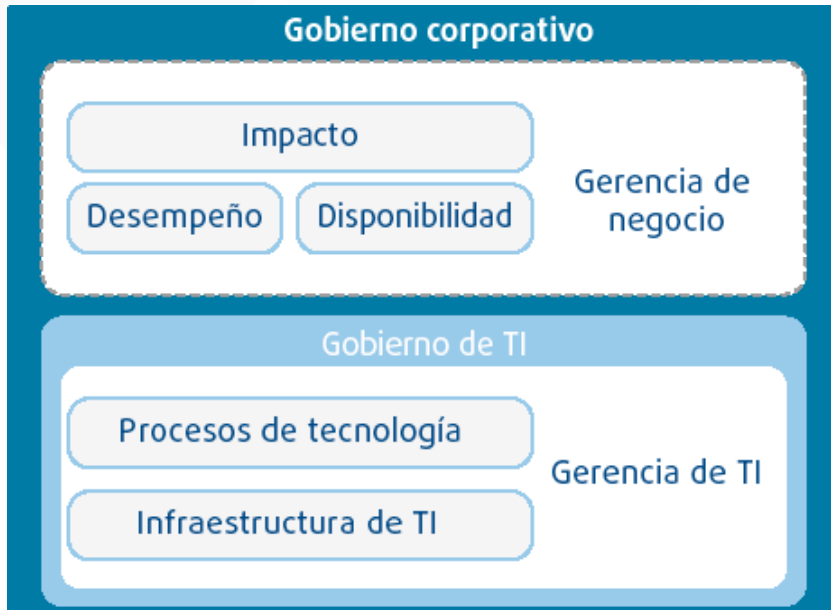 Gobierno corporativo
Impacto
Desempeño
Disponibilidad
Gerencia de
negocio
Gobierno de TI
Procesos de tecnología
Infraestructura de TI
Gerencia de TI